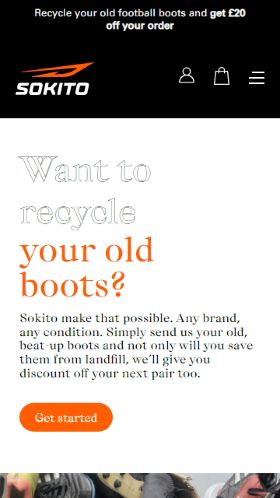 Recycle your old football boots and get £20
off your order
SOKITO
Want to
recycle
your old
boots?
Sokito make that possible. Any brand,
any condition. Simply send us your old,
beat-up boots and not only will you save
them from landfill, we'll give you
discount off your next pair too.
Get started